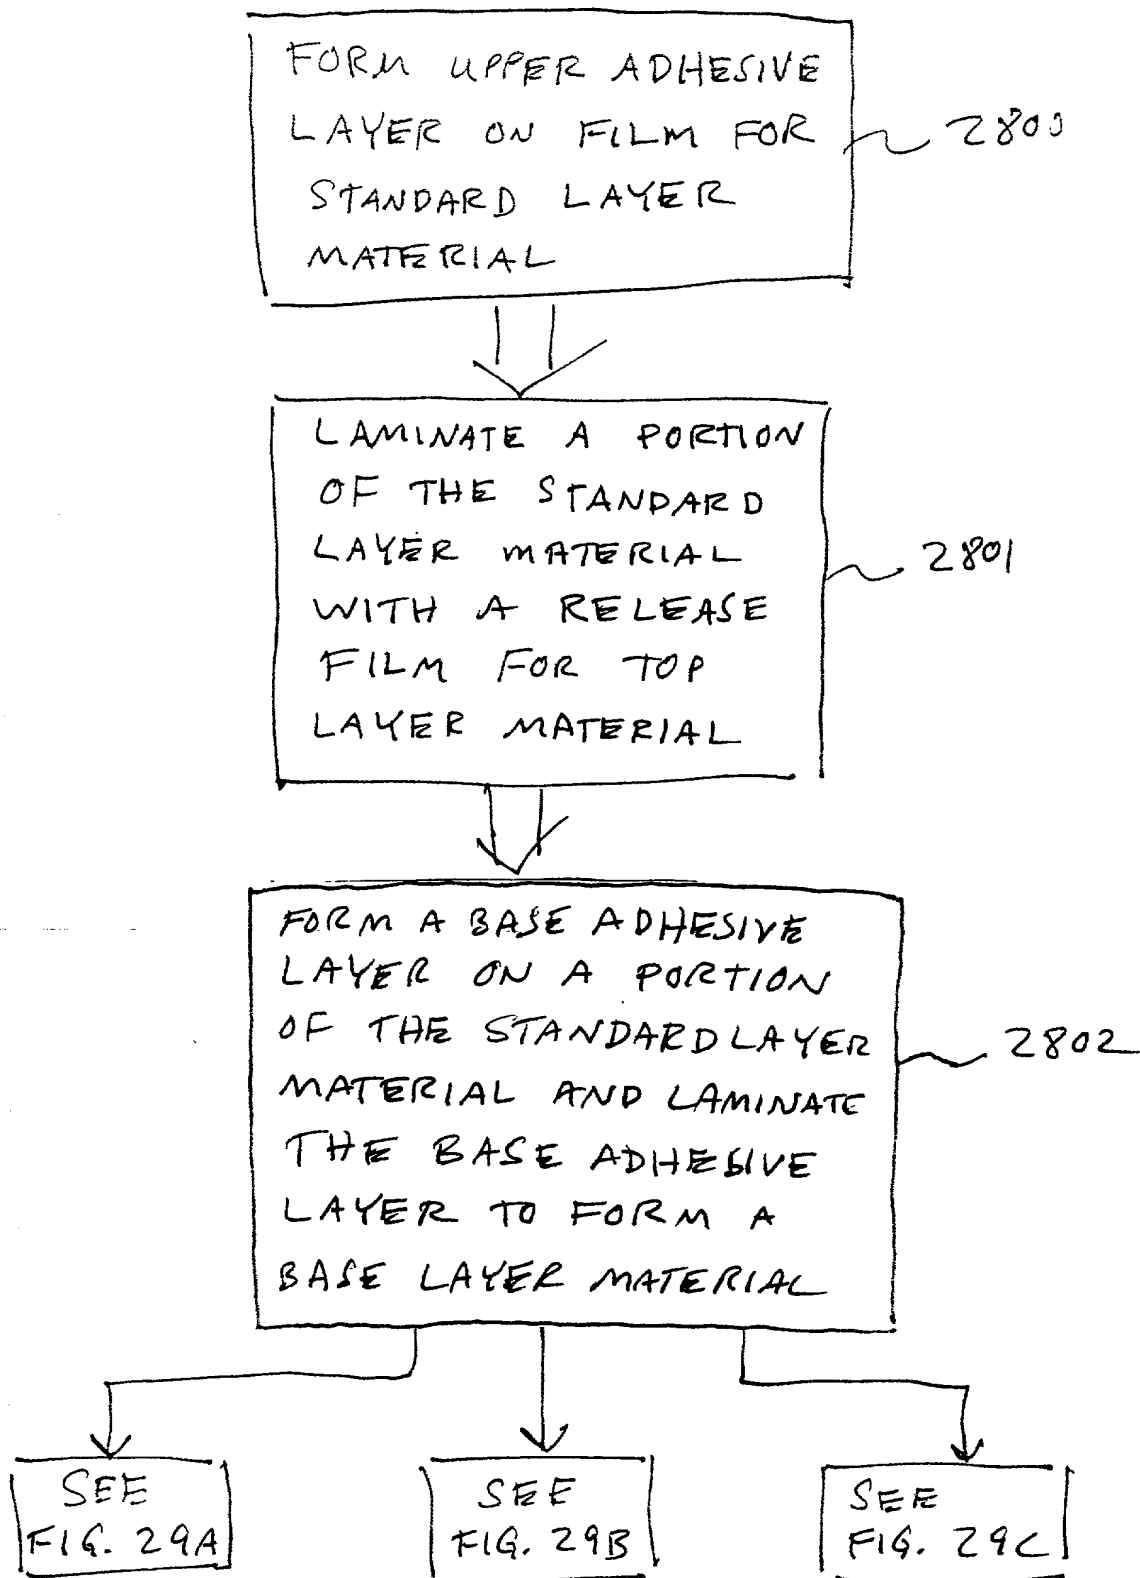 FORM UPPER ADHESIVE
LAYER ON FILM FOR
STANDARD LAYER
MATERIAL
2800
LAMINATE A PORTION
OF THE STANDARD
LAYER MATERIAL
WITH A RELEASE
FILM FOR TOP
LAYER MATERIAL
2801
FORM A BASE ADHESIVE
LAYER ON A PORTION
OF THE STANDARD LAYER
MATERIAL AND LAMINATE
THE BASE ADHESIVE
LAYER TO FORM A
BASE LAYER MATERIAL
2802
SEE
FIG. 29A
SEE
FIG. 29B
SEE
FIG. 29C